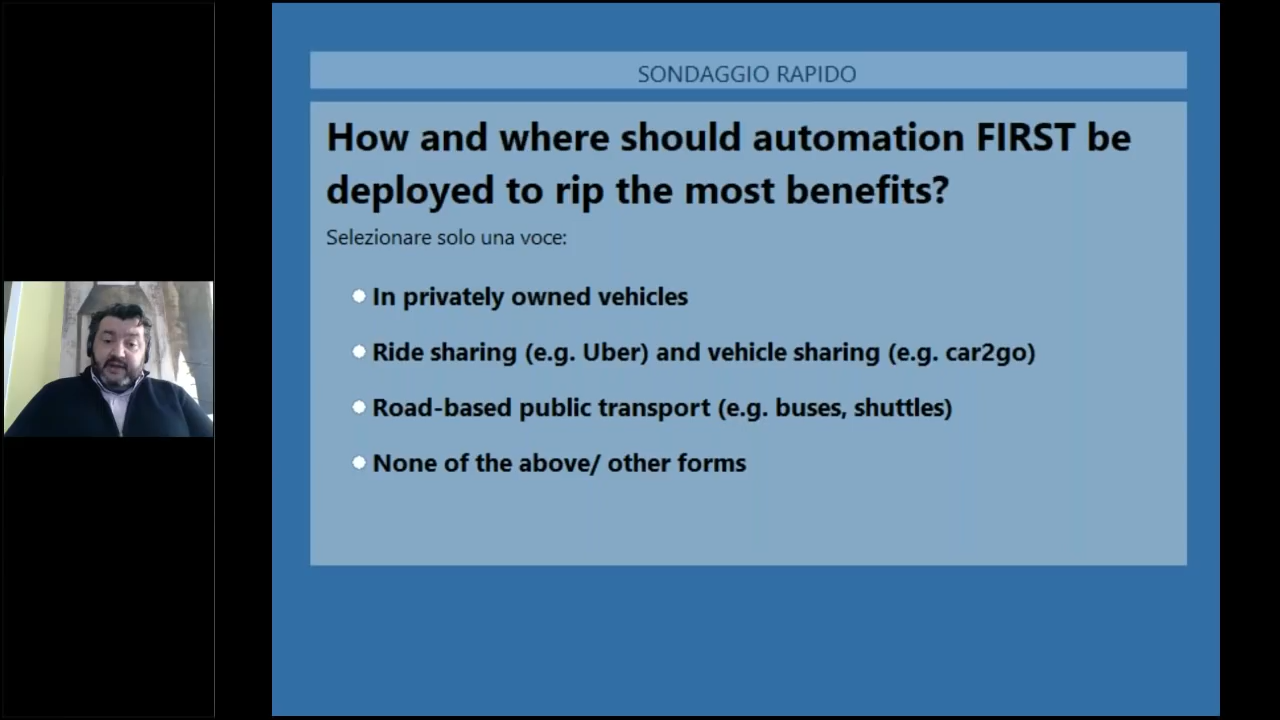 SONDAGGIO RAPIDO
How and where should automation FIRST be
deployed to rip the most benefits?
Selezionare solo una voce:
In privately owned vehicles
Ride sharing (e.g. Uber) and vehicle sharing (e.g. car2go)
Road-based public transport (e.g. buses, shuttles)
None of the above/ other forms